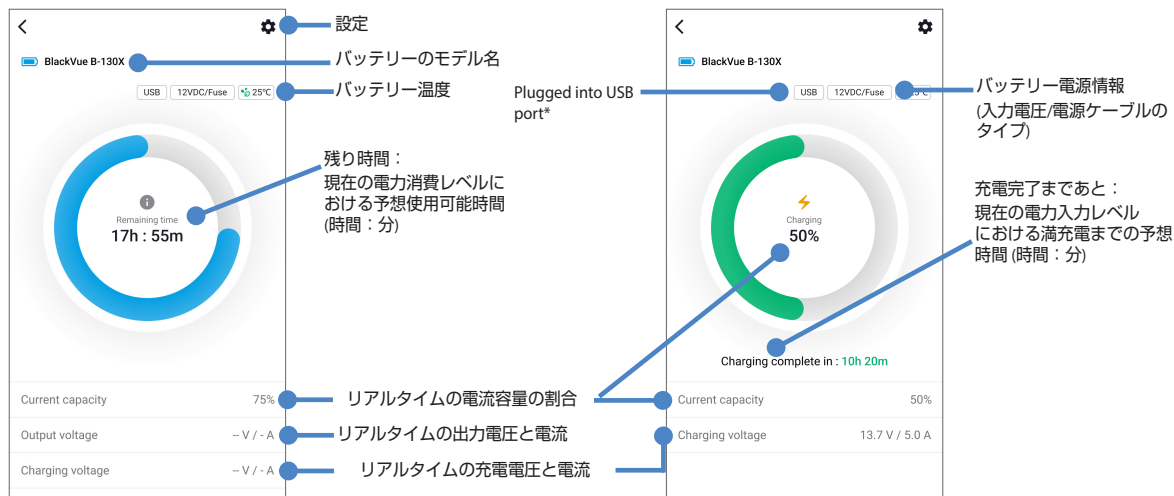 設定
BlackVue B-130X
バッテリーのモデル名
USB 12VDC/Fuse 25℃
バッテリー温度
残り時間：
現在の電力消費レベルに
おける予想使用可能時間
(時間：分)
Remaining time
17h : 55m
Current capacity 75%
リアルタイムの電流容量の割合
Output voltage -- V / - A
リアルタイムの出力電圧と電流
Charging voltage -- V / - A
リアルタイムの充電電圧と電流
BlackVue B-130X
Plugged into USB
port*
USB 12VDC/Fuse
バッテリー電源情報
(入力電圧/電源ケーブルの
タイプ)
Charging
50%
充電完了まであと：
現在の電力入力レベル
における満充電までの予想
時間 (時間：分)
Charging complete in : 10h 20m
Current capacity 50%
Charging voltage 13.7 V / 5.0 A